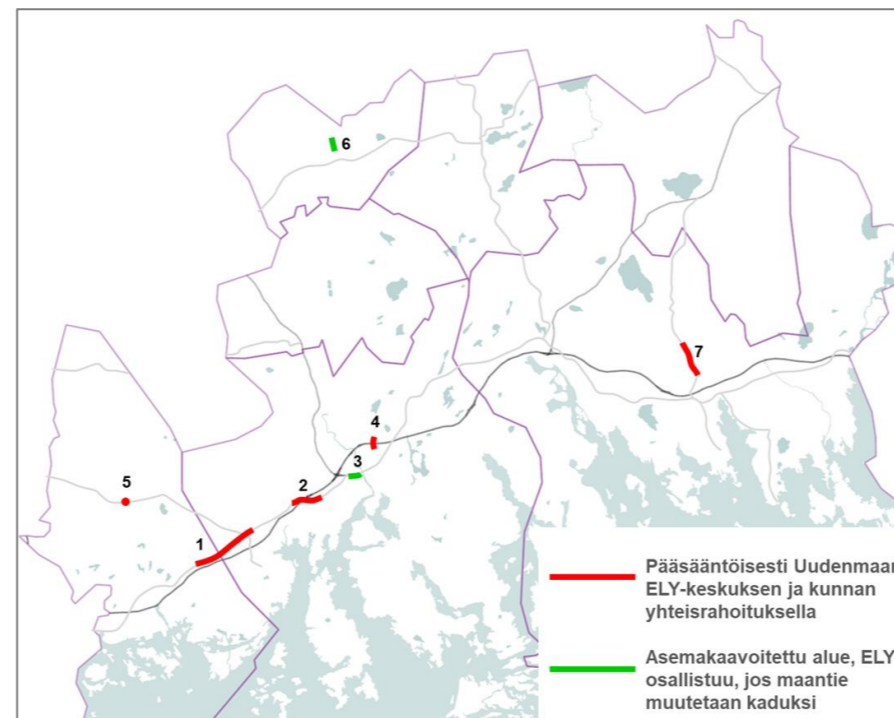 6
7
4
3
2
5
1
Pääsääntöisesti Uudenmaan
ELY-keskuksen ja kunnan
yhteisrahoituksella
Asemakaavoitettu alue, ELY
osallistuu, jos maantie
muutetaan kaduksi